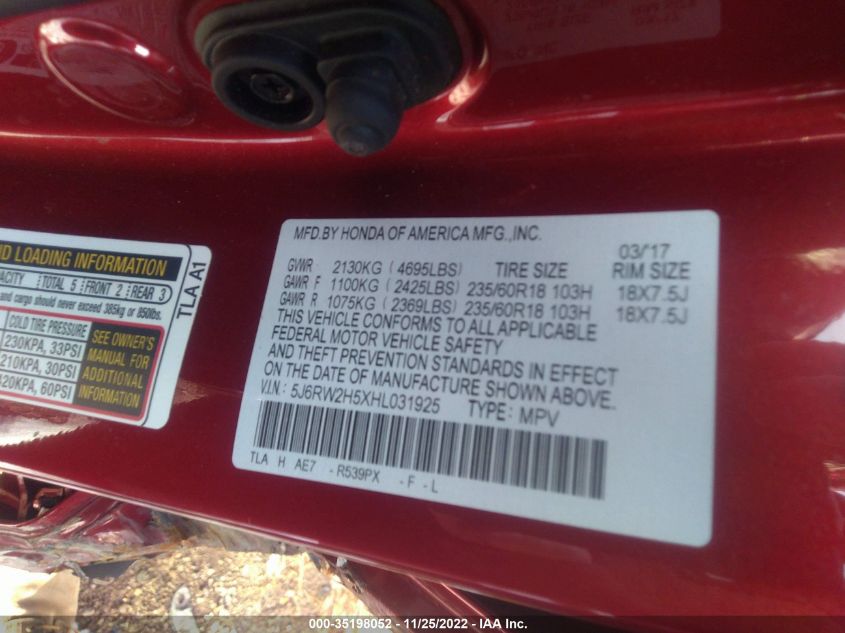 MFD.BY HONDA OF AMERICA MFG.,INC.
03/'17
GVWR 2130KG (4695LBS) TIRE SIZE RIM SIZE
GAWR F 1100KG (2425LBS) 235/60R18 103H 18X7.5J
GAWR R 1075KG (2369LBS) 235/60R18 103H 18X7.5J
THIS VEHICLE CONFORMS TO ALL APPLICABLE
FEDERAL MOTOR VEHICLE SAFETY
AND THEFT PREVENTION STANDARDS IN EFFECT
ON THE DATE OF MANUFACTURE SHOWN ABOVE.
V.I.N.: 5J6RW2H5XHL031925 TYPE: MPV
TLA H AE7 - R539PX - F - L
LOADING INFORMATION
TOTAL 5 FRONT 2 REAR 3
and cargo should never exceed 385kg or 850lbs.
COLD TIRE PRESSURE
230KPA, 33PSI
210KPA, 30PSI
420KPA, 60PSI
SEE OWNER'S
MANUAL FOR
ADDITIONAL
INFORMATION
TLA A1
000-35198052 - 11/25/2022 - IAA Inc.